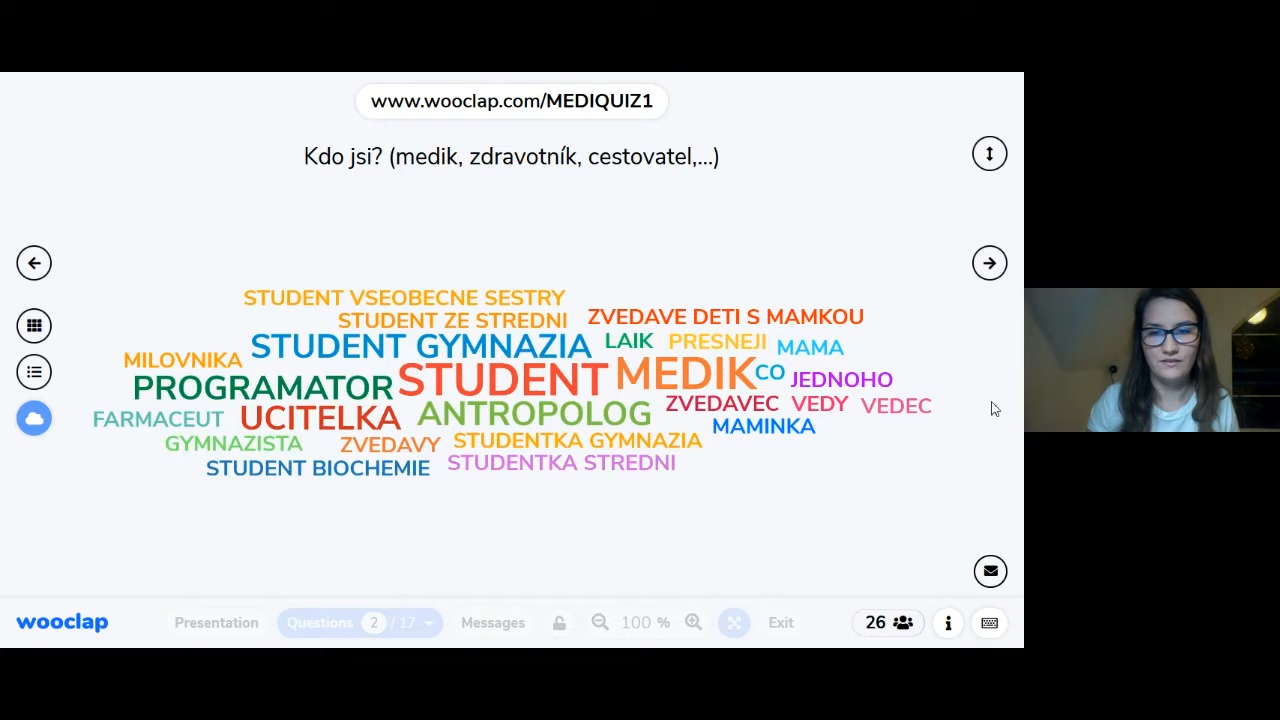 www.wooclap.com/MEDIQUIZ1
Kdo jsi? (medik, zdravotník, cestovatel,...)
STUDENT VSEOBECNE SESTRY
STUDENT ZE STREDNI ZVEDAVE DETI S MAMKOU
MILOVNIKA STUDENT GYMNAZIA LAIK PRESNEJI MAMA
PROGRAMATOR STUDENT MEDIK CO JEDNOHO
FARMACEUT UCITELKA ANTROPOLOG ZVEDAVEC VEDY VEDEC
GYMNAZISTA ZVEDAVY STUDENTKA GYMNAZIA MAMINKA
STUDENT BIOCHEMIE STUDENTKA STREDNI
wooclap Presentation Questions 2 / 17 Messages 100 % Exit 26